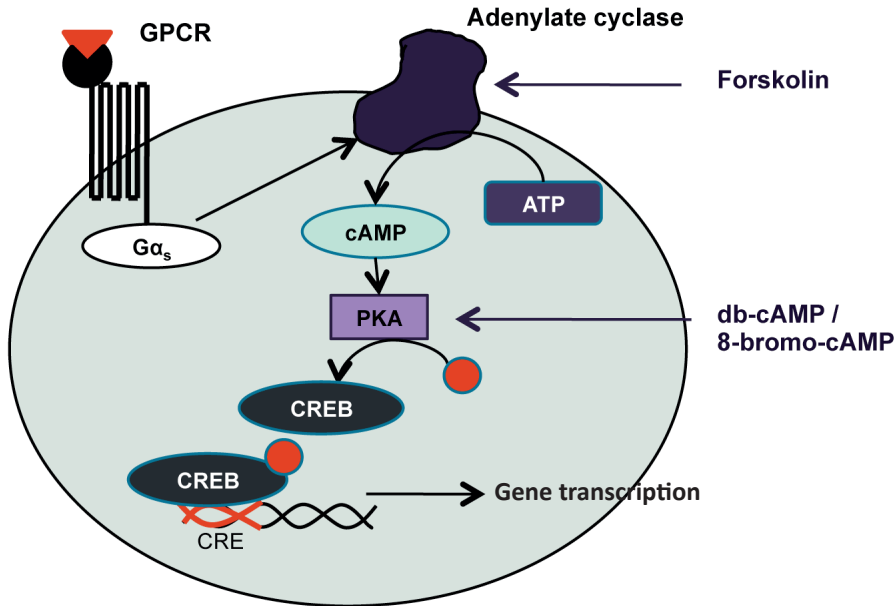 Adenylate cyclase
GPCR
Forskolin
ATP
cAMP
Gαs
PKA
db-cAMP /
8-bromo-cAMP
CREB
CREB
Gene transcription
CRE